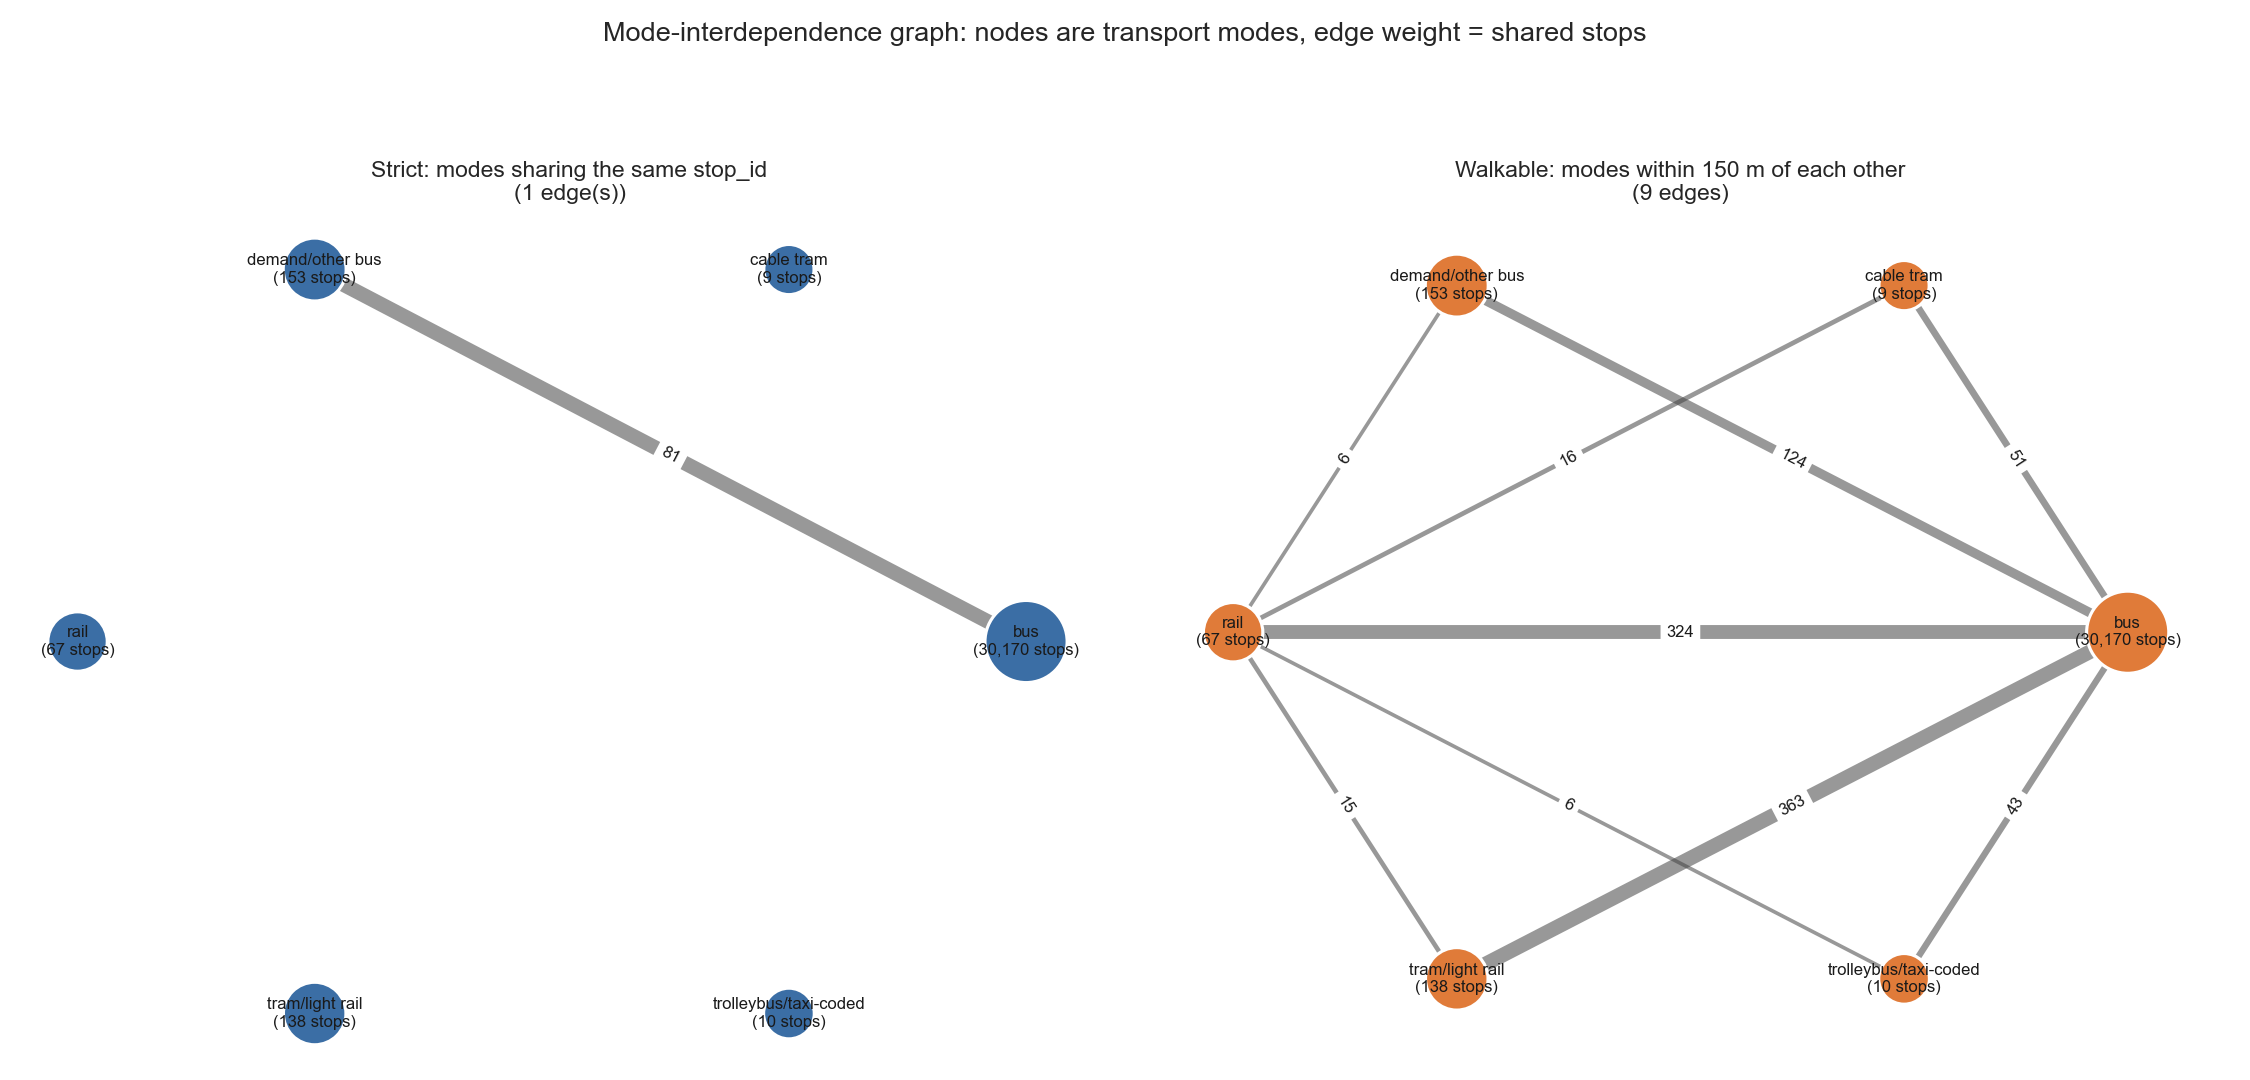 Mode-interdependence graph: nodes are transport modes, edge weight = shared stops
Strict: modes sharing the same stop_id
(1 edge(s))
demand/other bus
(153 stops)
cable tram
(9 stops)
81
rail
(67 stops)
bus
(30,170 stops)
tram/light rail
(138 stops)
trolleybus/taxi-coded
(10 stops)
Walkable: modes within 150 m of each other
(9 edges)
demand/other bus
(153 stops)
cable tram
(9 stops)
6
16
124
51
rail
(67 stops)
324
bus
(30,170 stops)
15
6
363
43
tram/light rail
(138 stops)
trolleybus/taxi-coded
(10 stops)